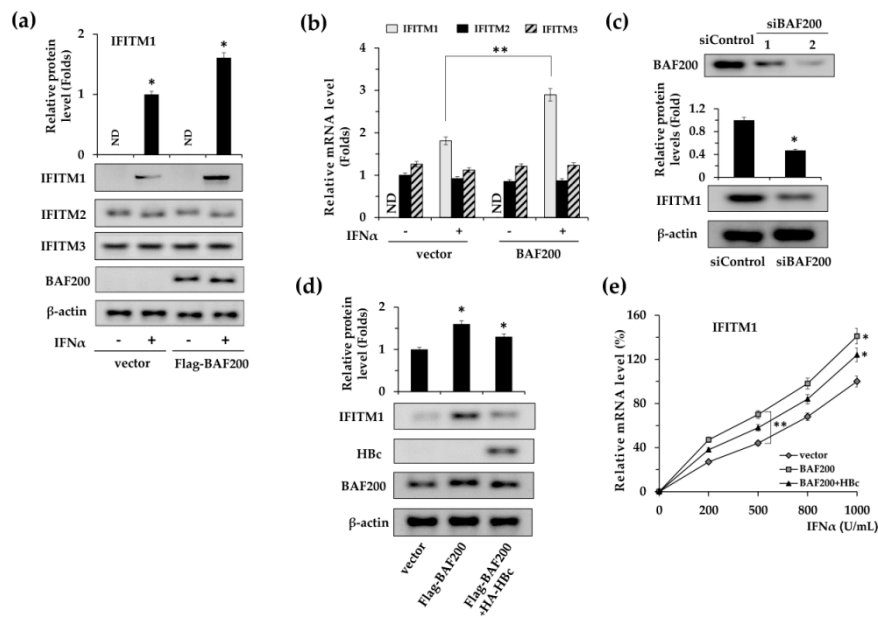 (a)
IFITM1
Relative protein level (Folds)
2
1
0
ND
*
ND
*
IFITM1
IFITM2
IFITM3
BAF200
β-actin
- + - +
IFNα
vector Flag-BAF200
(b)
IFITM1 IFITM2 IFITM3
Relative mRNA level (Folds)
4
3
2
1
0
**
ND
ND
IFNα - + - +
vector BAF200
(c)
siBAF200
siControl 1 2
BAF200
Relative protein levels (Fold)
1.2
0.8
0.4
0
*
IFITM1
β-actin
siControl siBAF200
(d)
Relative protein level (Folds)
2
1
0
*
*
IFITM1
HBc
BAF200
β-actin
vector
Flag-BAF200
Flag-BAF200
+HA-HBc
(e)
IFITM1
Relative mRNA level (%)
160
120
80
40
0
*
*
**
vector
BAF200
BAF200+HBc
0 200 500 800 1000
IFNα (U/mL)